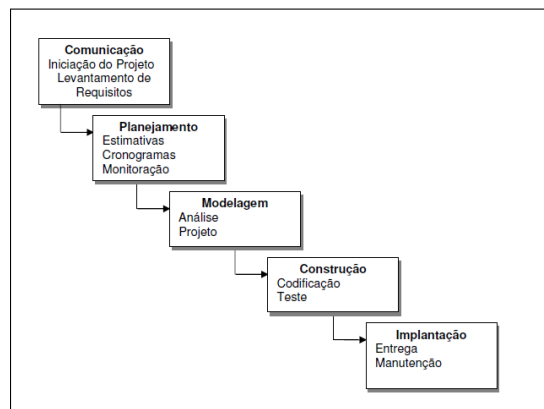 Comunicação
Iniciação do Projeto
Levantamento de
Requisitos
Planejamento
Estimativas
Cronogramas
Monitoração
Modelagem
Análise
Projeto
Construção
Codificação
Teste
Implantação
Entrega
Manutenção